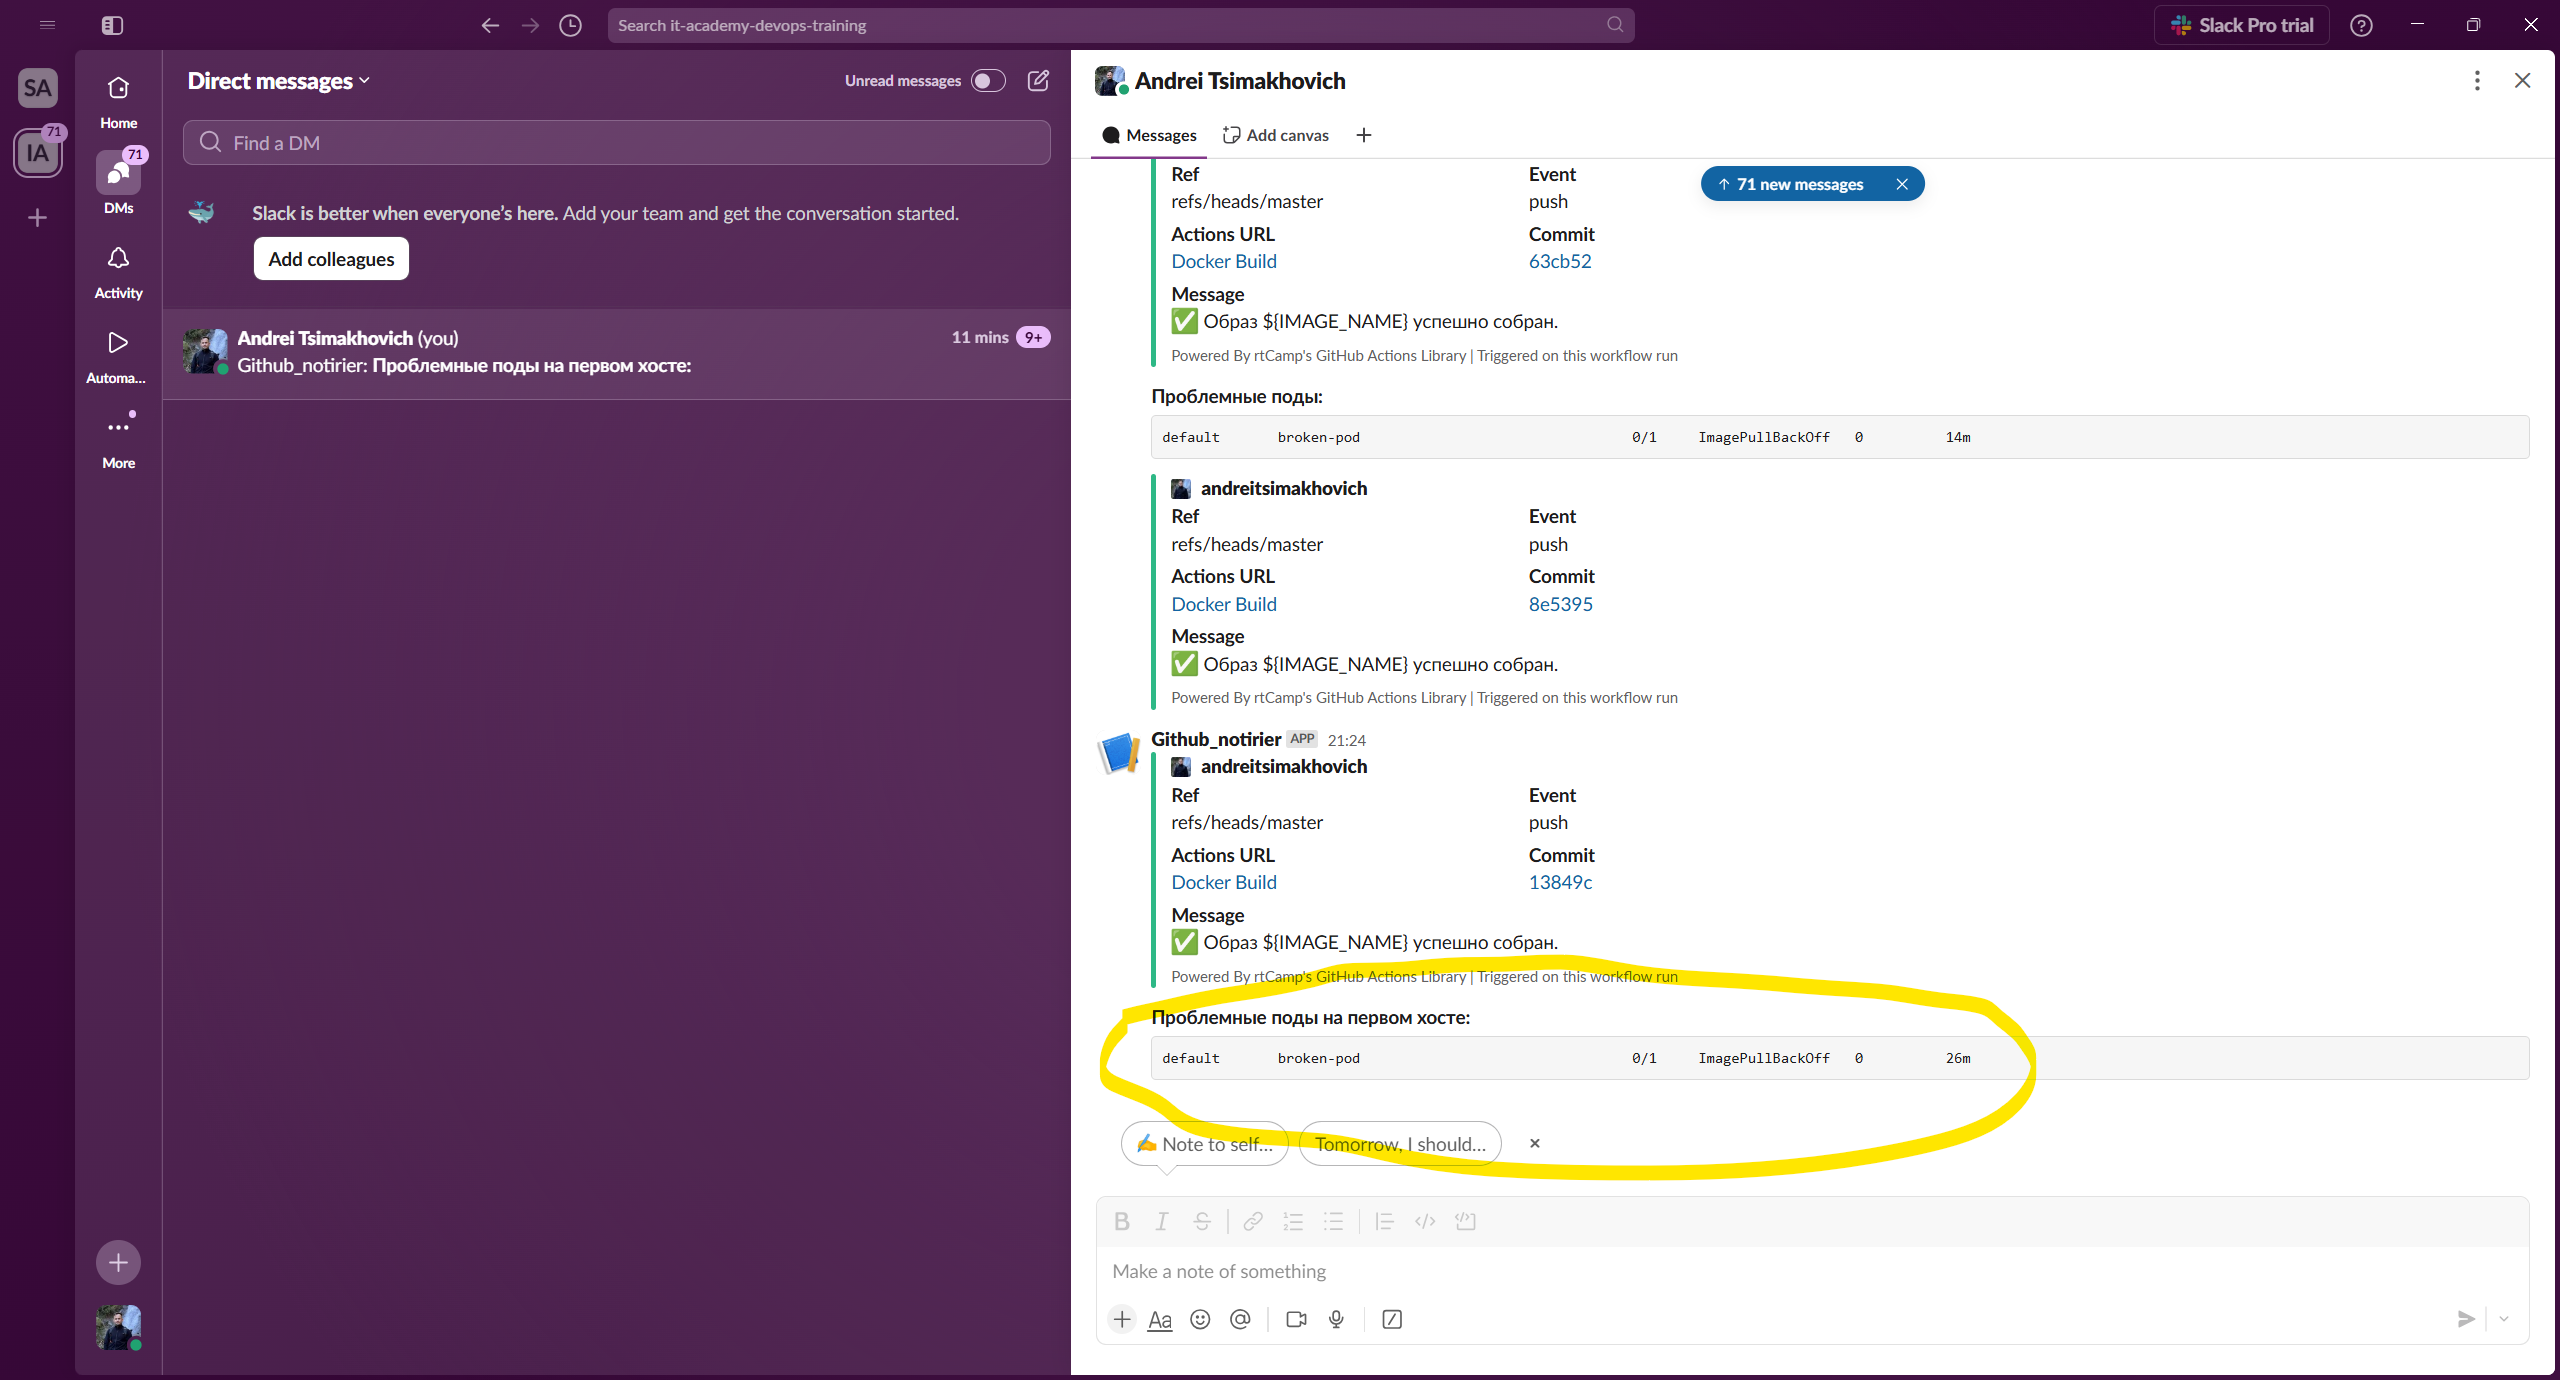 Search it-academy-devops-training
Slack Pro trial
SA
71
IA
Home
71
DMs
Activity
Automa...
More
Direct messages
Unread messages
Find a DM
Slack is better when everyone's here. Add your team and get the conversation started.
Add colleagues
Andrei Tsimakhovich (you)
11 mins
9+
Github_notirier: Проблемные поды на первом хосте:
Andrei Tsimakhovich
Messages
Add canvas
71 new messages
Ref Event
refs/heads/master push
Actions URL Commit
Docker Build 63cb52
Message
✅ Образ ${IMAGE_NAME} успешно собран.
Powered By rtCamp's GitHub Actions Library | Triggered on this workflow run
Проблемные поды:
default broken-pod 0/1 ImagePullBackOff 0 14m
andreitsimakhovich
Ref Event
refs/heads/master push
Actions URL Commit
Docker Build 8e5395
Message
✅ Образ ${IMAGE_NAME} успешно собран.
Powered By rtCamp's GitHub Actions Library | Triggered on this workflow run
Github_notirier APP 21:24
andreitsimakhovich
Ref Event
refs/heads/master push
Actions URL Commit
Docker Build 13849c
Message
✅ Образ ${IMAGE_NAME} успешно собран.
Powered By rtCamp's GitHub Actions Library | Triggered on this workflow run
Проблемные поды на первом хосте:
default broken-pod 0/1 ImagePullBackOff 0 26m
✍️ Note to self...
Tomorrow, I should...
Make a note of something
Aa